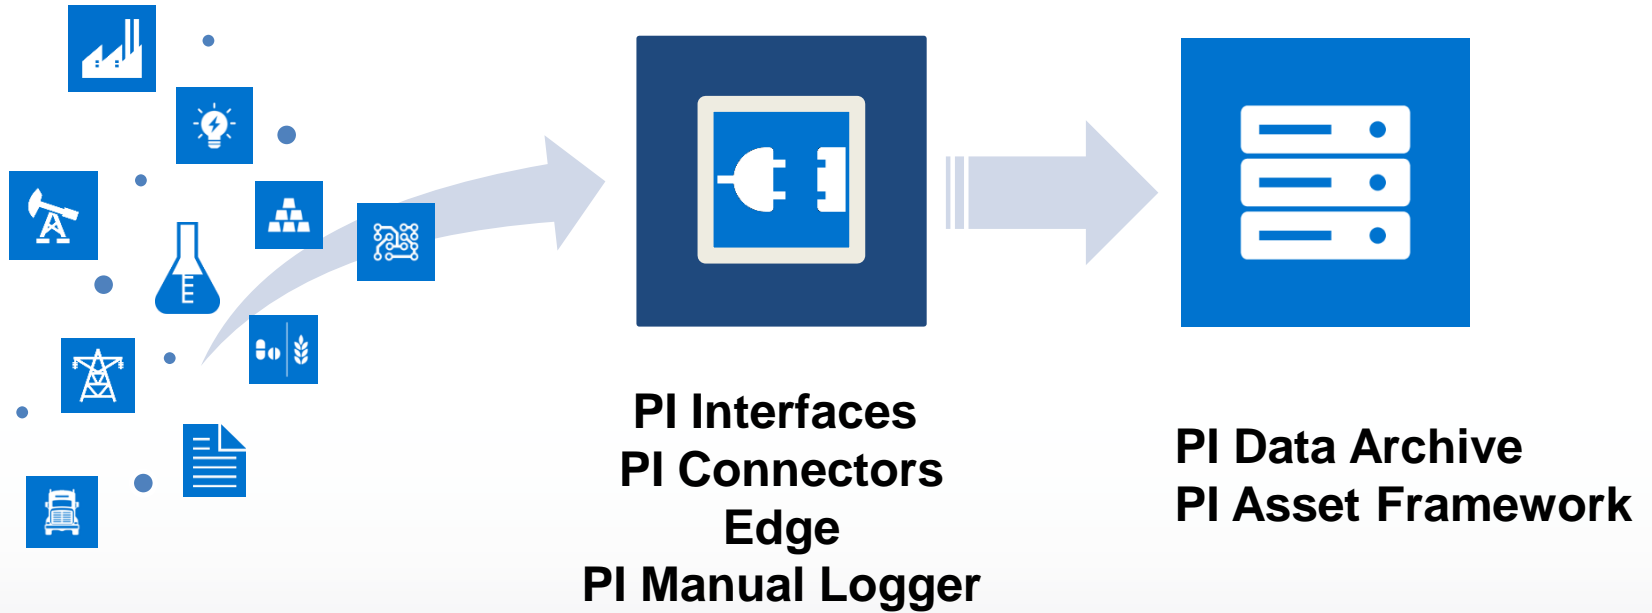 PI Interfaces
PI Connectors
Edge
PI Manual Logger
PI Data Archive
PI Asset Framework